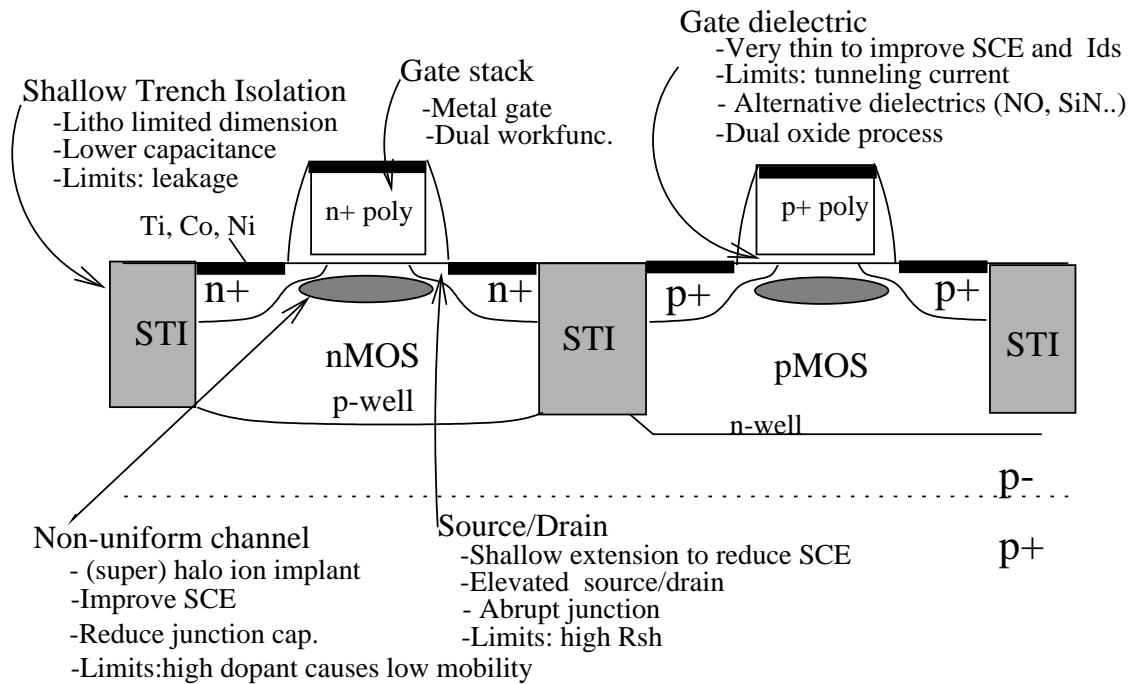 Gate dielectric
-Very thin to improve SCE and Ids
-Limits: tunneling current
- Alternative dielectrics (NO, SiN..)
-Dual oxide process
Gate stack
-Metal gate
-Dual workfunc.
Shallow Trench Isolation
-Litho limited dimension
-Lower capacitance
-Limits: leakage
Ti, Co, Ni
n+ poly
p+ poly
n+
n+
p+
p+
STI
STI
STI
nMOS
p-well
pMOS
n-well
p-
p+
Non-uniform channel
- (super) halo ion implant
-Improve SCE
-Reduce junction cap.
-Limits:high dopant causes low mobility
Source/Drain
-Shallow extension to reduce SCE
-Elevated source/drain
- Abrupt junction
-Limits: high Rsh